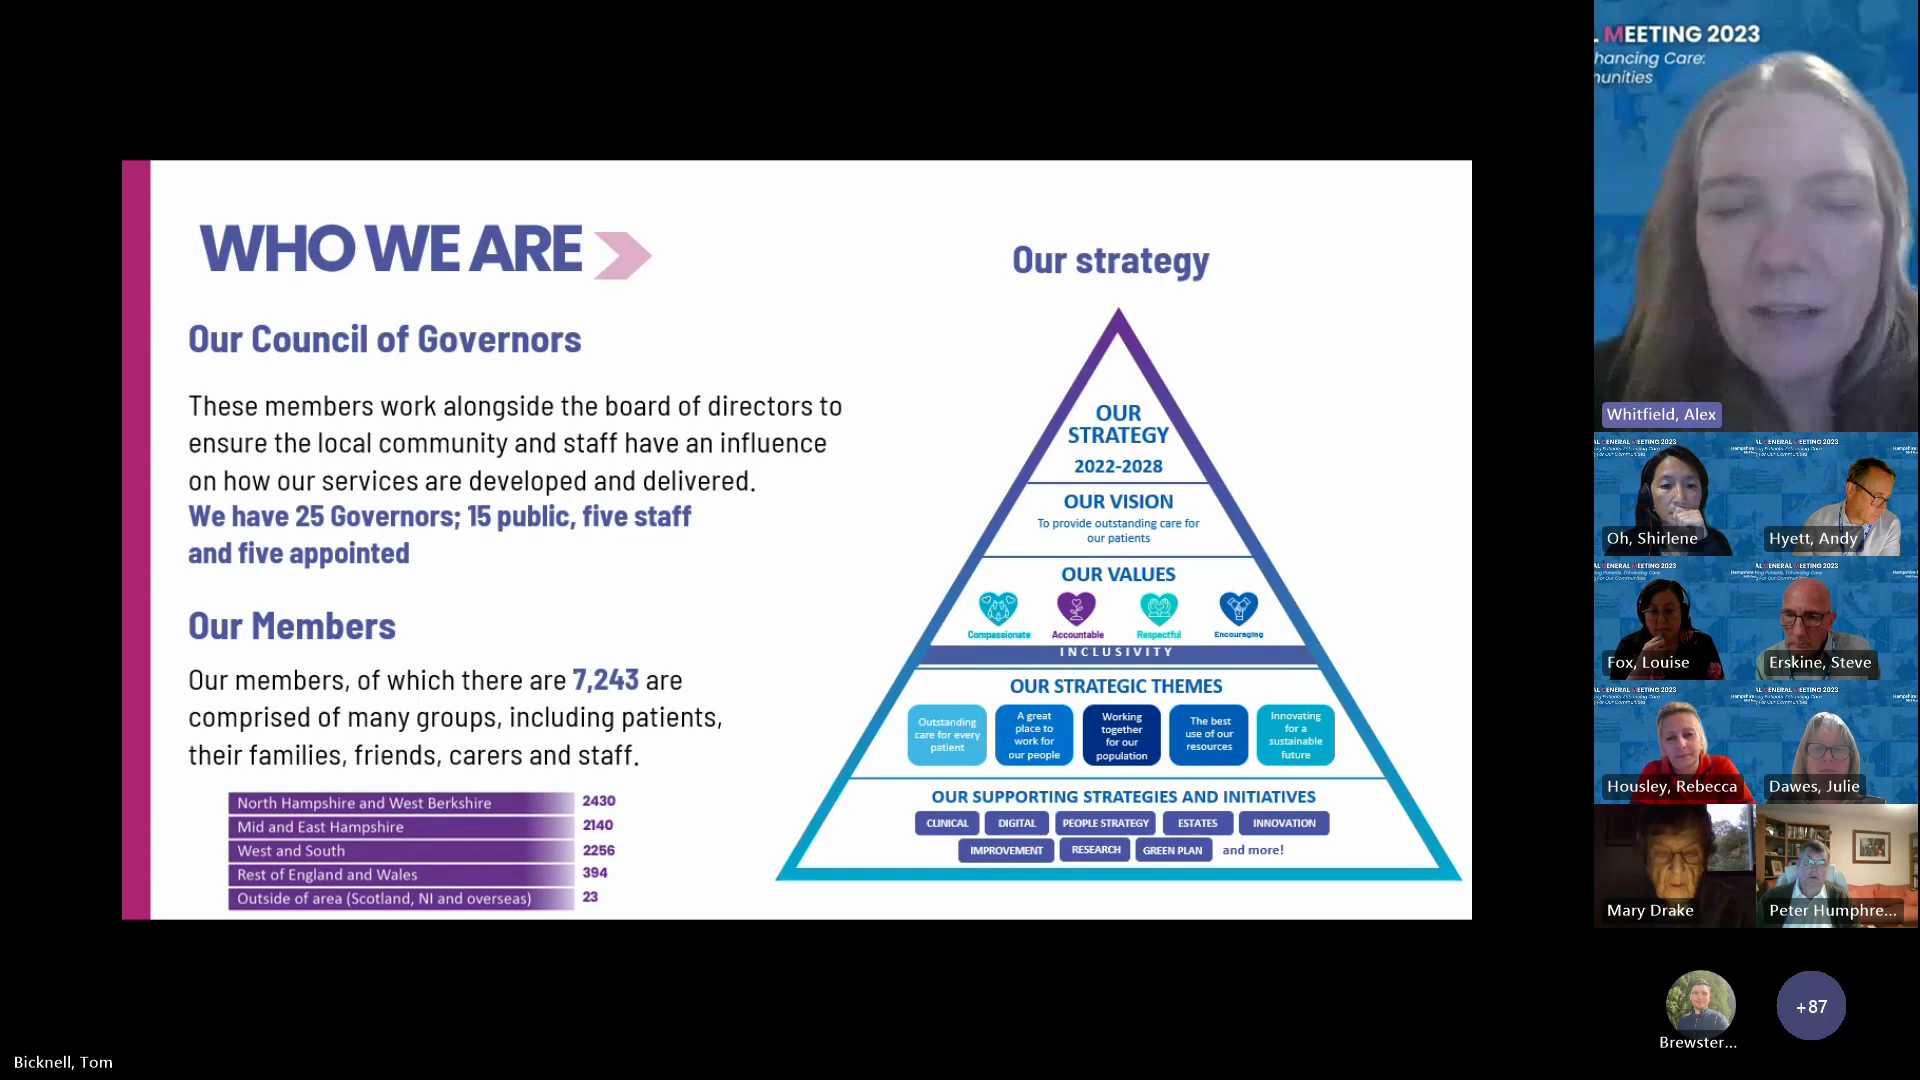 WHO WE ARE
Our Council of Governors
These members work alongside the board of directors to
ensure the local community and staff have an influence
on how our services are developed and delivered.
We have 25 Governors; 15 public, five staff
and five appointed
Our Members
Our members, of which there are 7,243 are
comprised of many groups, including patients,
their families, friends, carers and staff.
North Hampshire and West Berkshire 2430
Mid and East Hampshire 2140
West and South 2256
Rest of England and Wales 394
Outside of area (Scotland, NI and overseas) 23
Our strategy
OUR
STRATEGY
2022-2028
OUR VISION
To provide outstanding care for
our patients
OUR VALUES
Compassionate Accountable Respectful Encouraging
INCLUSIVITY
OUR STRATEGIC THEMES
Outstanding
care for every
patient
A great
place to
work for
our people
Working
together
for our
population
The best
use of our
resources
Innovating
for a
sustainable
future
OUR SUPPORTING STRATEGIES AND INITIATIVES
CLINICAL DIGITAL PEOPLE STRATEGY ESTATES INNOVATION
IMPROVEMENT RESEARCH GREEN PLAN and more!
L MEETING 2023
hancing Care:
munities
Whitfield, Alex
Oh, Shirlene
Hyett, Andy
Fox, Louise
Erskine, Steve
Housley, Rebecca
Dawes, Julie
Mary Drake
Peter Humphre...
Brewster...
+87
Bicknell, Tom